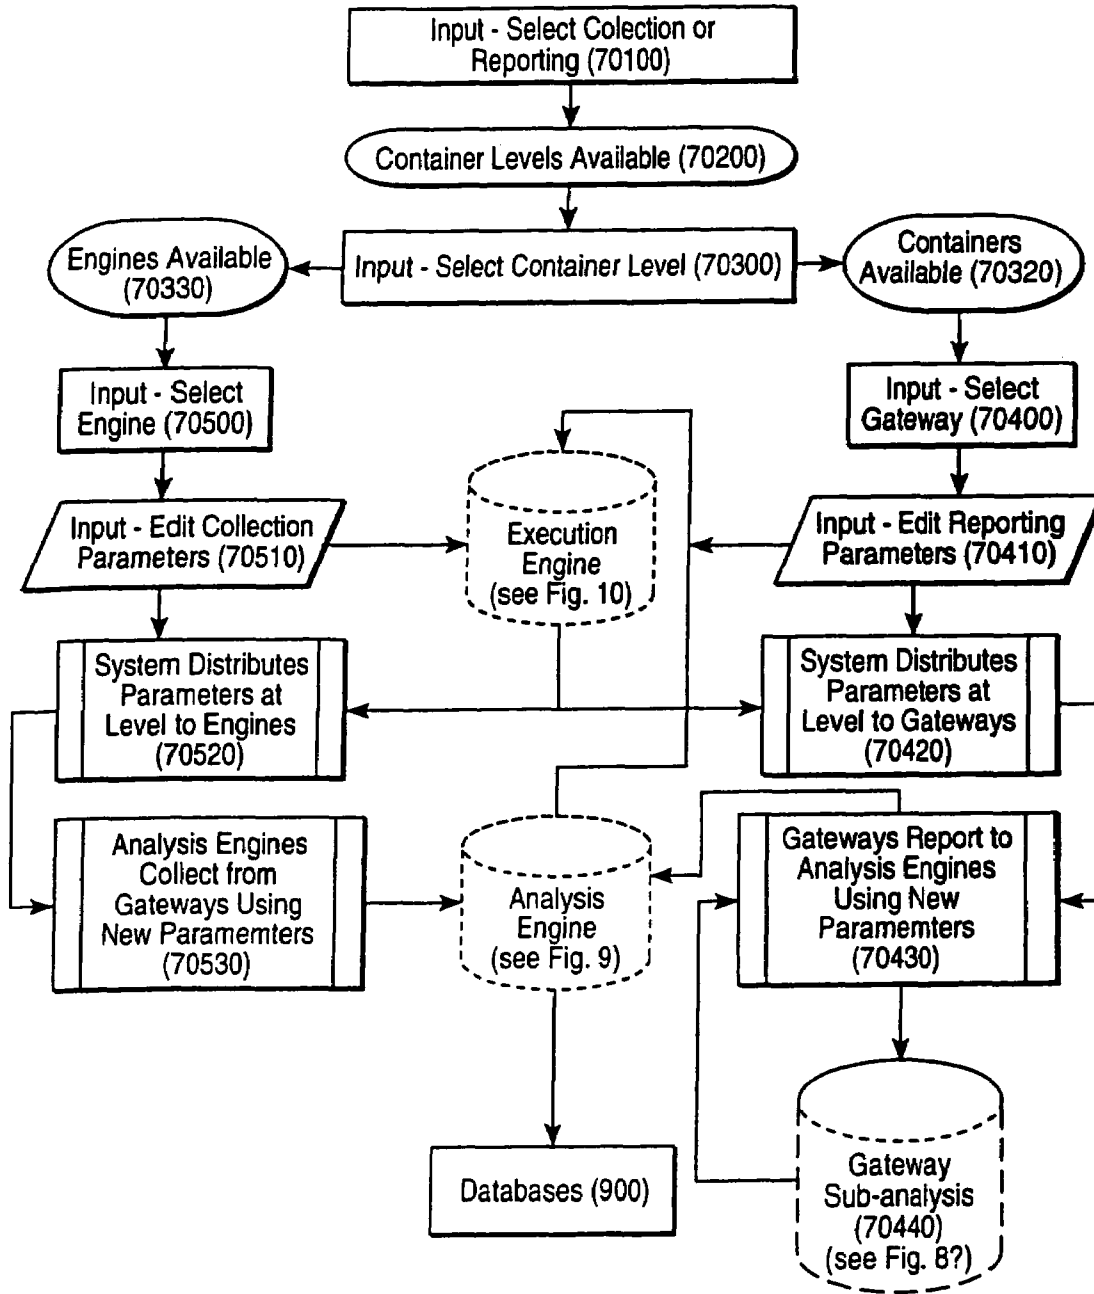 Input - Select Colection or
Reporting (70100)
Container Levels Available (70200)
Input - Select Container Level (70300)
Engines Available
(70330)
Containers
Available (70320)
Input - Select
Engine (70500)
Input - Select
Gateway (70400)
Input - Edit Collection
Parameters (70510)
Execution
Engine
(see Fig. 10)
Input - Edit Reporting
Parameters (70410)
System Distributes
Parameters at
Level to Engines
(70520)
System Distributes
Parameters at
Level to Gateways
(70420)
Analysis Engines
Collect from
Gateways Using
New Paramemters
(70530)
Analysis
Engine
(see Fig. 9)
Gateways Report to
Analysis Engines
Using New
Paramemters
(70430)
Databases (900)
Gateway
Sub-analysis
(70440)
(see Fig. 8?)